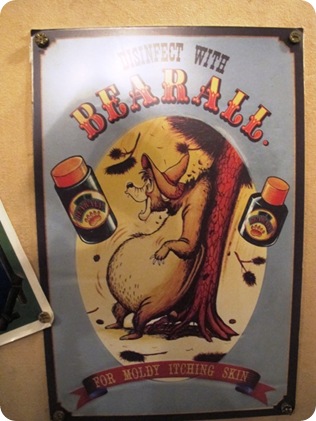 DISINFECT WITH
BEARALL.
FOR MOLDY ITCHING SKIN